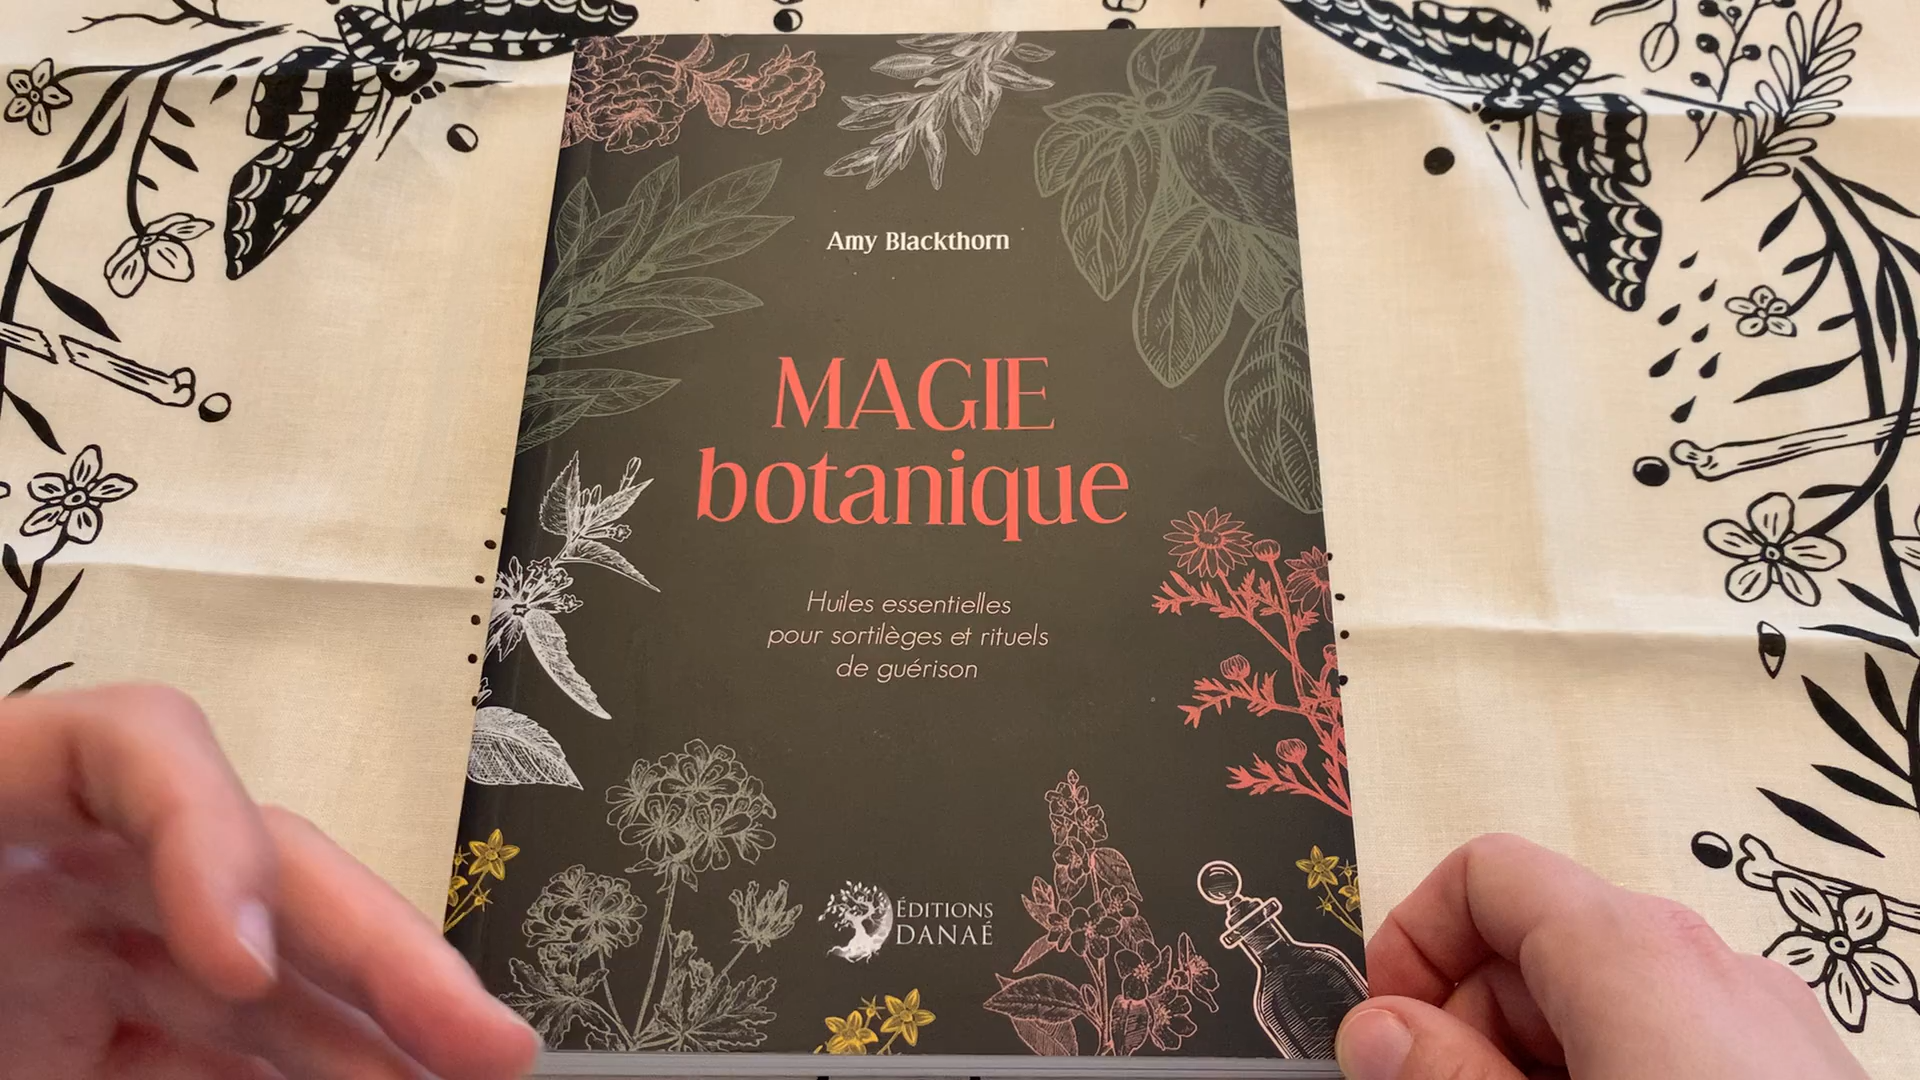 Amy Blackthorn
MAGIE
botanique
Huiles essentielles
pour sortilèges et rituels
de guérison
ÉDITIONS
DANAÉ